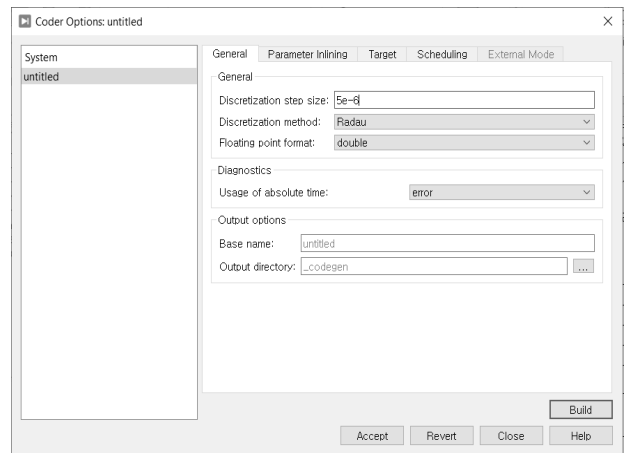 Coder Options: untitled
System
untitled
General Parameter Inlining Target Scheduling External Mode
General
Discretization step size: 5e-6
Discretization method: Radau
Floating point format: double
Diagnostics
Usage of absolute time: error
Output options
Base name: untitled
Output directory: _codegen ...
Build
Accept Revert Close Help